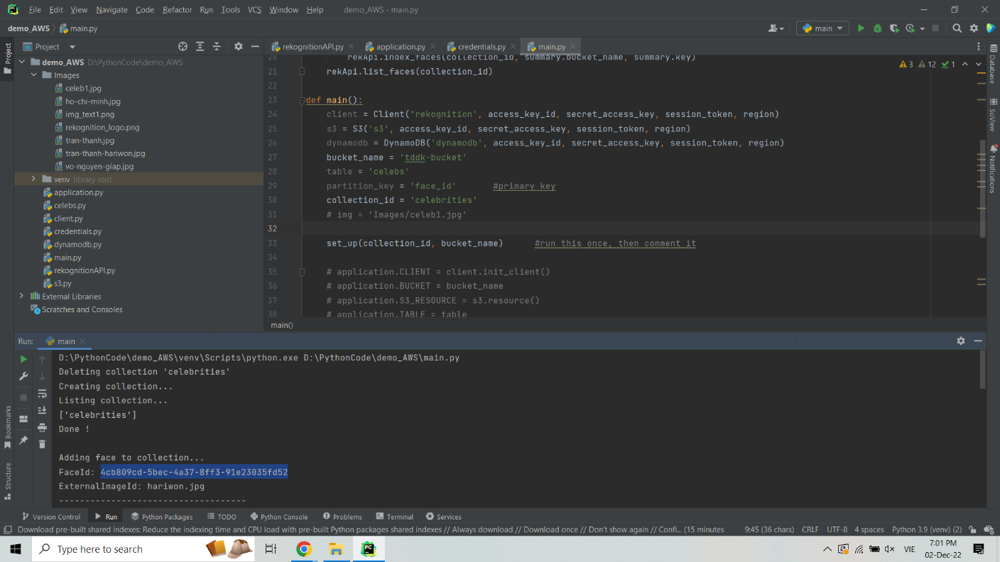 File Edit View Navigate Code Refactor Run Tools VCS Window Help demo_AWS - main.py
demo_AWS main.py main
Project
Project rekognitionAPI.py application.py credentials.py main.py
demo_AWS D:\PythonCode\demo_AWS
Images
celeb1.jpg
ho-chi-minh.jpg
img_text1.png
rekognition_logo.png
tran-thanh.jpg
tran-thanh-hariwon.jpg
vo-nguyen-giap.jpg
venv library root
application.py
celebs.py
client.py
credentials.py
dynamodb.py
main.py
rekognitionAPI.py
s3.py
External Libraries
Scratches and Consoles
20 rekApi.index_faces(collection_id, summary.bucket_name, summary.key)
3 12 1
21 rekApi.list_faces(collection_id)
22
23 def main():
24 client = Client('rekognition', access_key_id, secret_access_key, session_token, region)
25 s3 = S3('s3', access_key_id, secret_access_key, session_token, region)
26 dynamodb = DynamoDB('dynamodb', access_key_id, secret_access_key, session_token, region)
27 bucket_name = 'tddk-bucket'
28 table = 'celebs'
29 partition_key = 'face_id' #primary key
30 collection_id = 'celebrities'
31 # img = 'Images/celeb1.jpg'
32
33 set_up(collection_id, bucket_name) #run this once, then comment it
34
35 # application.CLIENT = client.init_client()
36 # application.BUCKET = bucket_name
37 # application.S3_RESOURCE = s3.resource()
38 # application.TABLE = table
main()
Database
SciView
Notifications
Run: main
D:\PythonCode\demo_AWS\venv\Scripts\python.exe D:\PythonCode\demo_AWS\main.py
Deleting collection 'celebrities'
Creating collection...
Listing collection...
['celebrities']
Done !
Adding face to collection...
FaceId: 4cb809cd-5bec-4a37-8ff3-91e23035fd52
ExternalImageId: hariwon.jpg
------------------------------------
Bookmarks
Structure
Version Control Run Python Packages TODO Python Console Problems Terminal Services
Download pre-built shared indexes: Reduce the indexing time and CPU load with pre-built Python packages shared indexes // Always download // Download once // Don't show again // Confi... (15 minutes 9:45 (36 chars) CRLF UTF-8 4 spaces Python 3.9 (venv) (2)
Type here to search
VIE
7:01 PM
02-Dec-22